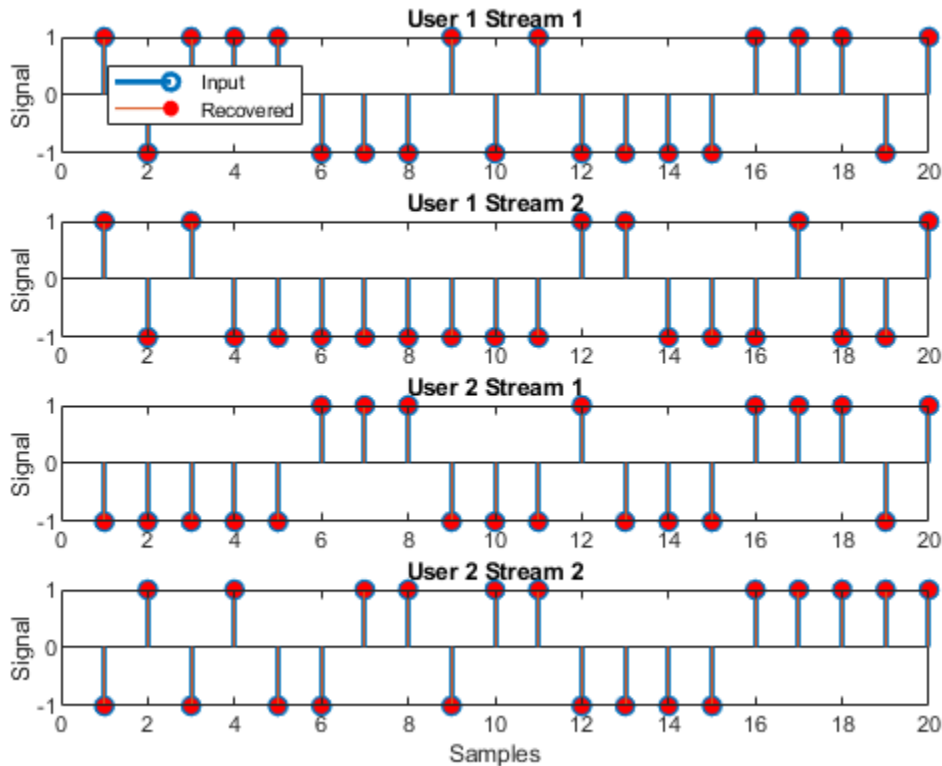 User 1 Stream 1
Signal
1
0
-1
Input
Recovered
0 2 4 6 8 10 12 14 16 18 20
User 1 Stream 2
Signal
1
0
-1
0 2 4 6 8 10 12 14 16 18 20
User 2 Stream 1
Signal
1
0
-1
0 2 4 6 8 10 12 14 16 18 20
User 2 Stream 2
Signal
1
0
-1
0 2 4 6 8 10 12 14 16 18 20
Samples